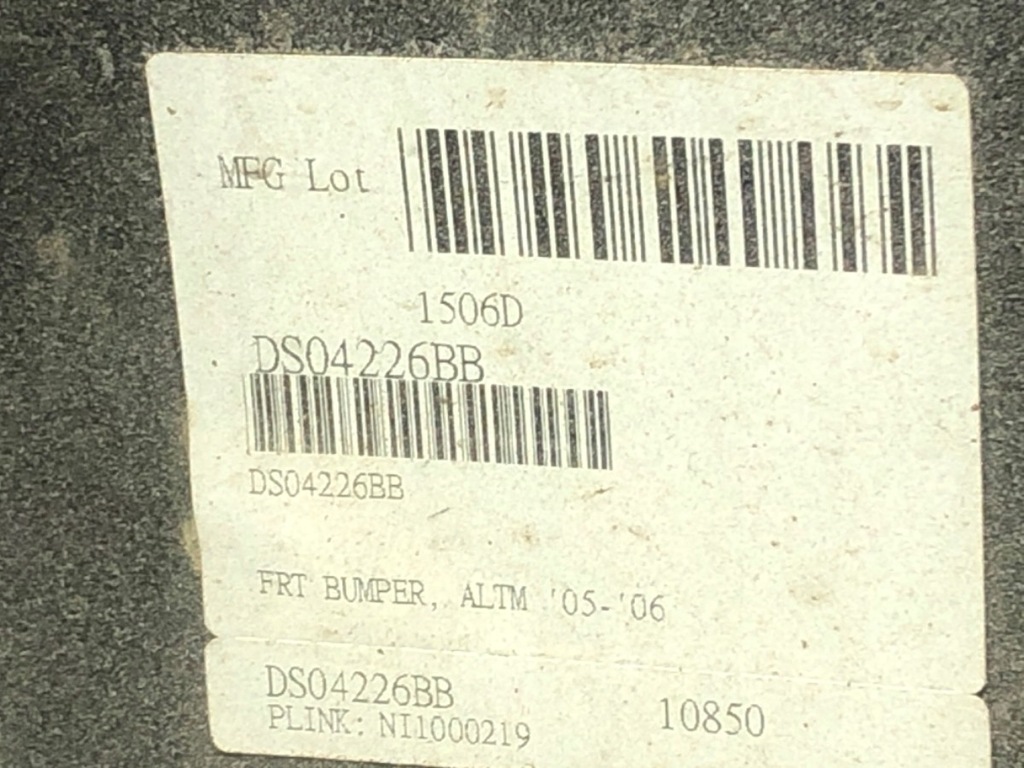 MFG Lot
1506D
DS04226BB
DS04226BB
FRT BUMPER, ALTM '05-'06
DS04226BB
PLINK: NI1000219
10850